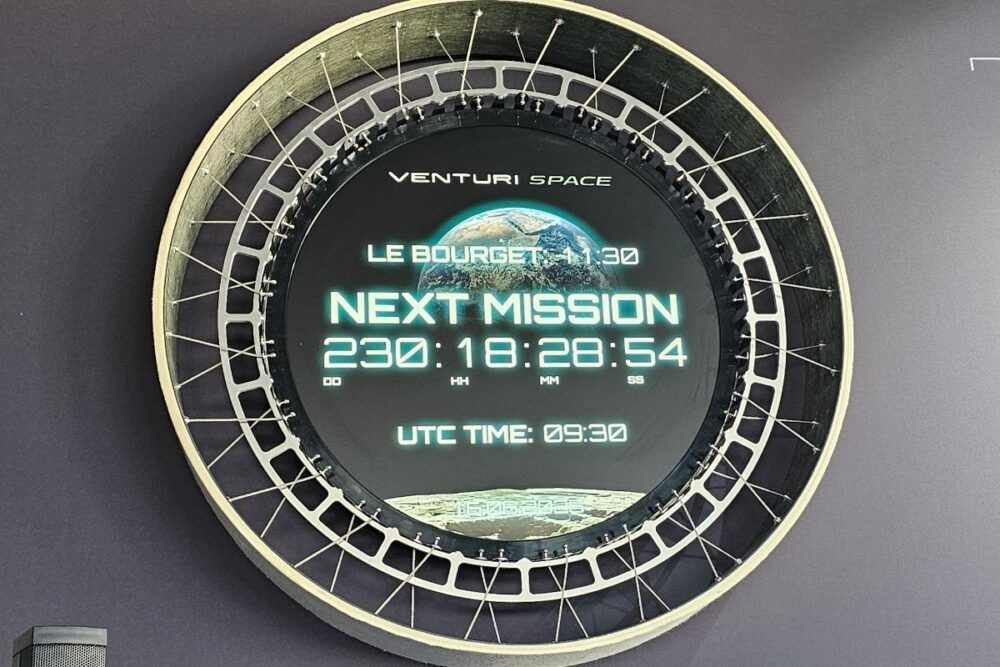 VENTURI SPACE
LE BOURGET: 11:30
NEXT MISSION
230:18:28:54
DD HH MM SS
UTC TIME: 09:30